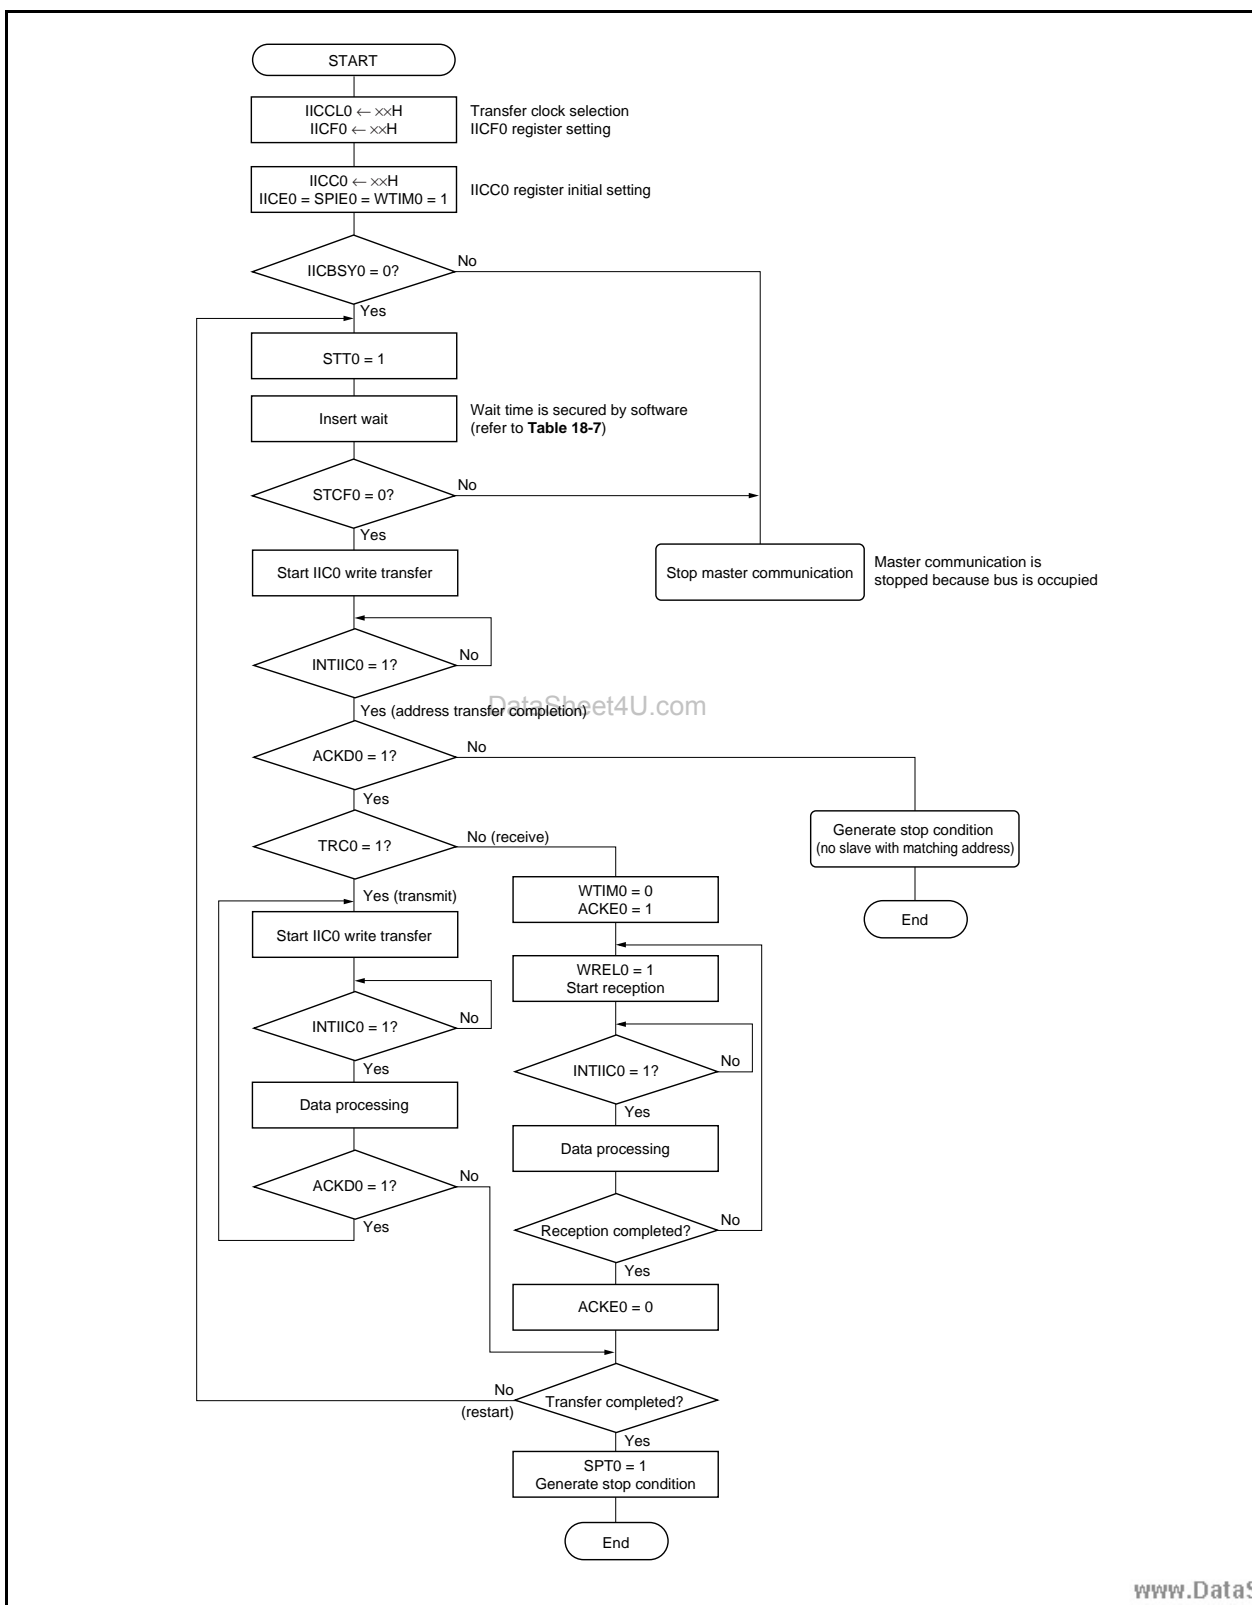 START
IICCL0 ← ××H
IICF0 ← ××H
Transfer clock selection
IICF0 register setting
IICC0 ← ××H
IICE0 = SPIE0 = WTIM0 = 1
IICC0 register initial setting
IICBSY0 = 0?
No
Yes
STT0 = 1
Insert wait
Wait time is secured by software
(refer to Table 18-7)
STCF0 = 0?
No
Yes
Start IIC0 write transfer
Stop master communication
Master communication is
stopped because bus is occupied
INTIIC0 = 1?
No
DataSheet4U.com
Yes (address transfer completion)
ACKD0 = 1?
No
Yes
TRC0 = 1?
No (receive)
Generate stop condition
(no slave with matching address)
Yes (transmit)
WTIM0 = 0
ACKE0 = 1
End
Start IIC0 write transfer
WREL0 = 1
Start reception
INTIIC0 = 1?
No
Yes
INTIIC0 = 1?
No
Yes
Data processing
Data processing
ACKD0 = 1?
No
Yes
Reception completed?
No
Yes
ACKE0 = 0
No
(restart)
Transfer completed?
Yes
SPT0 = 1
Generate stop condition
End
www.DataS